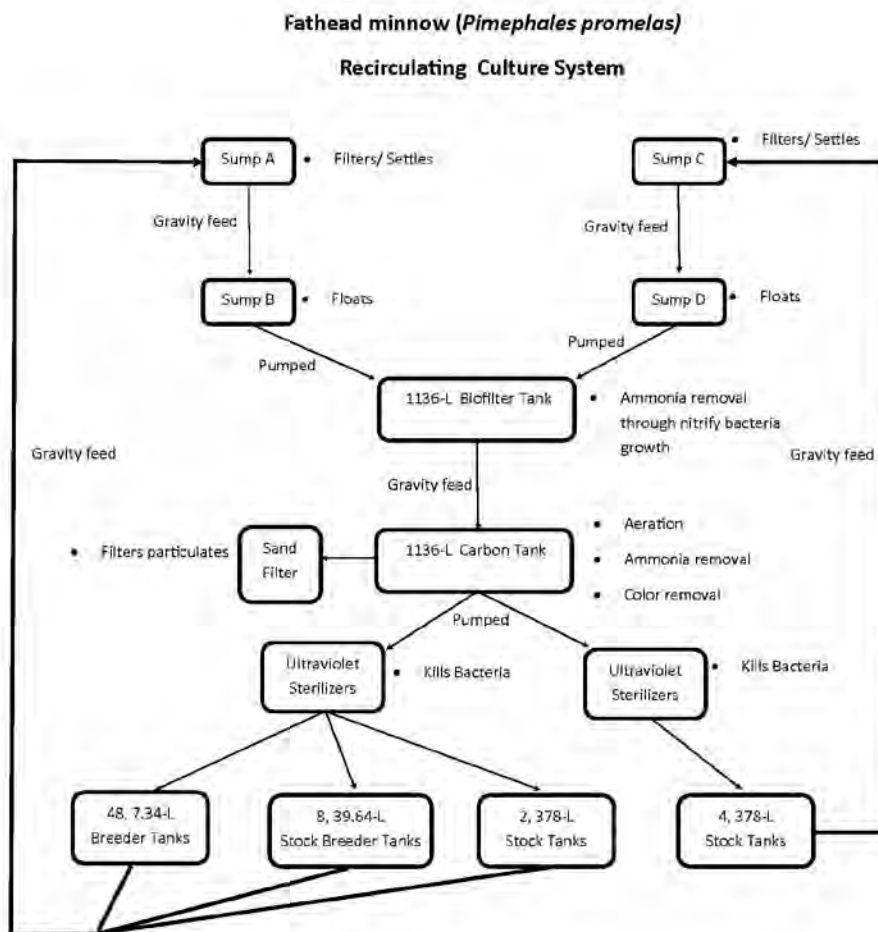 Fathead minnow (Pimephales promelas)
Recirculating Culture System
Sump A
• Filters/ Settles
Sump C
• Filters/ Settles
Gravity feed
Gravity feed
Sump B
• Floats
Sump D
• Floats
Pumped
Pumped
1136-L Biofilter Tank
• Ammonia removal
through nitrify bacteria
growth
Gravity feed
Gravity feed
Gravity feed
• Filters particulates
Sand
Filter
1136-L Carbon Tank
• Aeration
• Ammonia removal
• Color removal
Pumped
Ultraviolet
Sterilizers
• Kills Bacteria
Ultraviolet
Sterilizers
• Kills Bacteria
48, 7.34-L
Breeder Tanks
8, 39.64-L
Stock Breeder Tanks
2, 378-L
Stock Tanks
4, 378-L
Stock Tanks